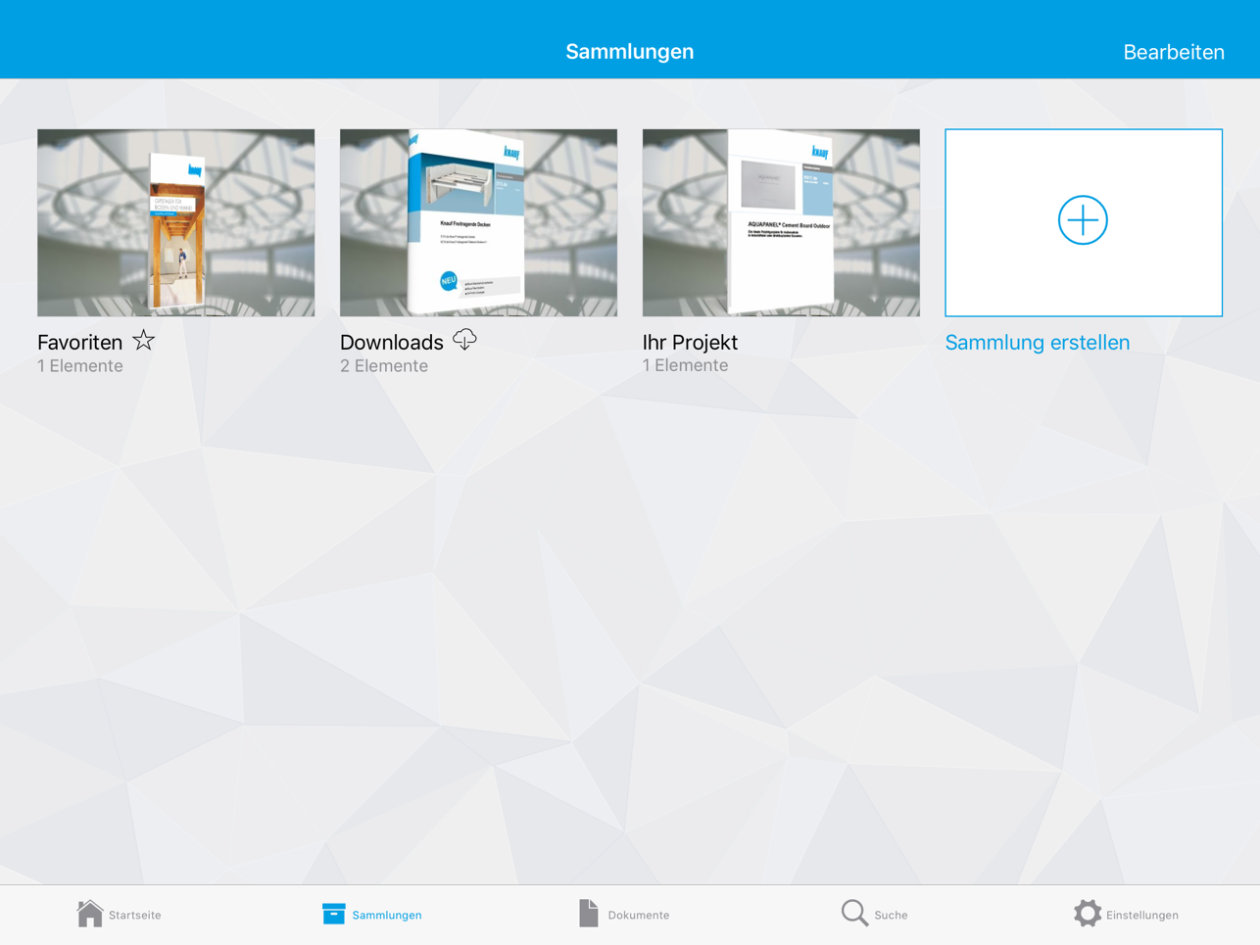 Sammlungen
Bearbeiten
KNAUF
KNAUF
Knauf Freitragende Decken
NEU
KNAUF
AQUAPANEL
AQUAPANEL® Cement Board Outdoor
Favoriten
1 Elemente
Downloads
2 Elemente
Ihr Projekt
1 Elemente
Sammlung erstellen
Startseite
Sammlungen
Dokumente
Suche
Einstellungen